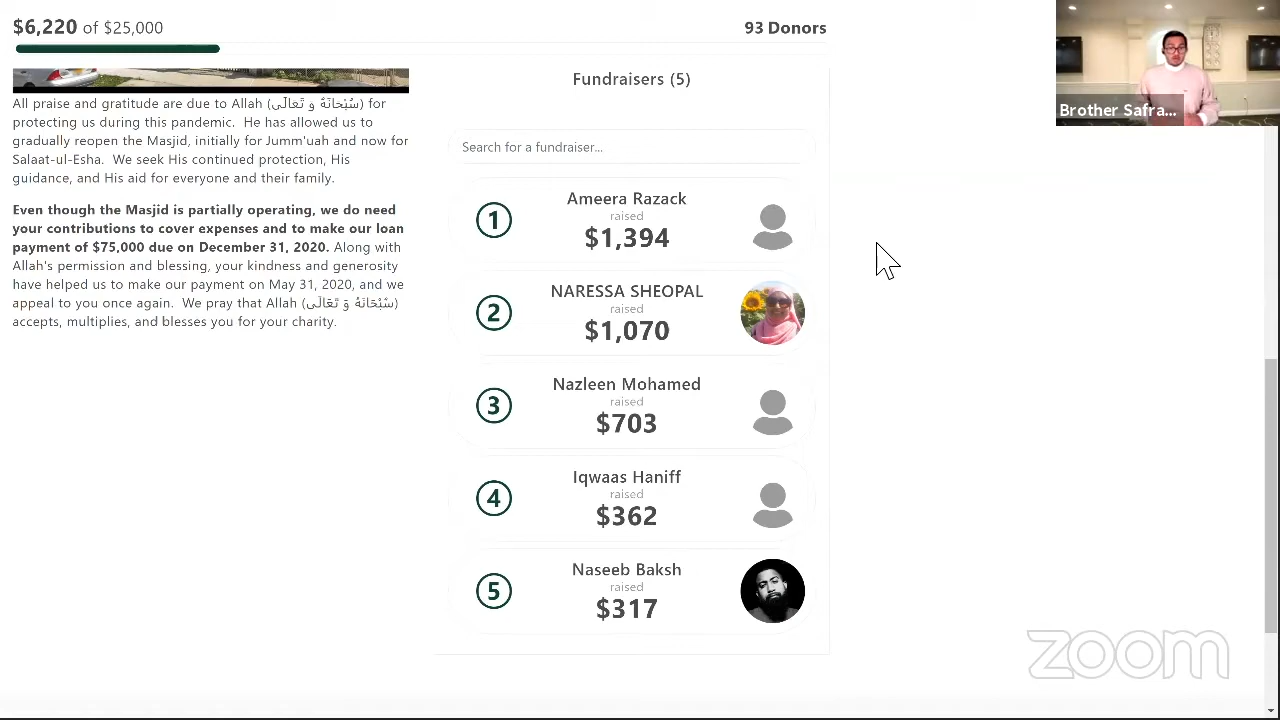 $6,220 of $25,000
93 Donors
All praise and gratitude are due to Allah (سُبْحَانَهُ وَ تَعَالَى) for
protecting us during this pandemic. He has allowed us to
gradually reopen the Masjid, initially for Jumm'uah and now for
Salaat-ul-Esha. We seek His continued protection, His
guidance, and His aid for everyone and their family.
Even though the Masjid is partially operating, we do need
your contributions to cover expenses and to make our loan
payment of $75,000 due on December 31, 2020. Along with
Allah's permission and blessing, your kindness and generosity
have helped us to make our payment on May 31, 2020, and we
appeal to you once again. We pray that Allah (سُبْحَانَهُ وَ تَعَالَى)
accepts, multiplies, and blesses you for your charity.
Fundraisers (5)
Search for a fundraiser...
1
Ameera Razack
raised
$1,394
2
NARESSA SHEOPAL
raised
$1,070
3
Nazleen Mohamed
raised
$703
4
Iqwaas Haniff
raised
$362
5
Naseeb Baksh
raised
$317
Brother Safra...
zoom